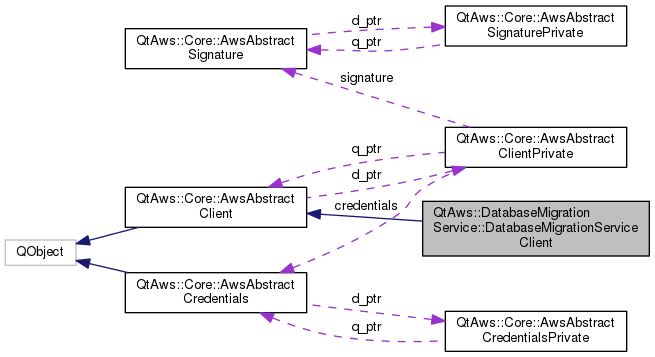 QtAws::Core::AwsAbstract
Signature
d_ptr
q_ptr
QtAws::Core::AwsAbstract
SignaturePrivate
signature
QtAws::Core::AwsAbstract
ClientPrivate
q_ptr
d_ptr
QtAws::Core::AwsAbstract
Client
credentials
QtAws::DatabaseMigration
Service::DatabaseMigrationService
Client
QObject
QtAws::Core::AwsAbstract
Credentials
d_ptr
q_ptr
QtAws::Core::AwsAbstract
CredentialsPrivate